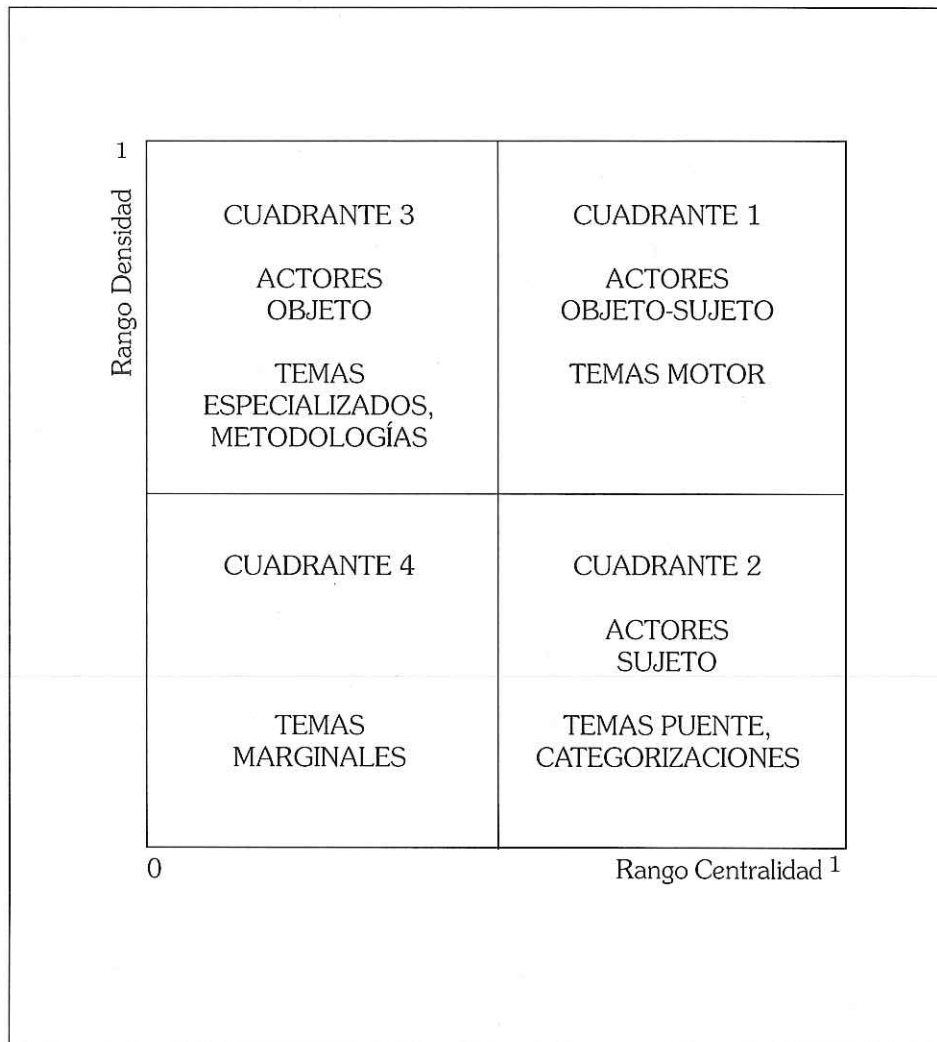 1
Rango Densidad
CUADRANTE 3
ACTORES
OBJETO
TEMAS
ESPECIALIZADOS,
METODOLOGÍAS
CUADRANTE 1
ACTORES
OBJETO-SUJETO
TEMAS MOTOR
CUADRANTE 4
TEMAS
MARGINALES
CUADRANTE 2
ACTORES
SUJETO
TEMAS PUENTE,
CATEGORIZACIONES
0
Rango Centralidad 1